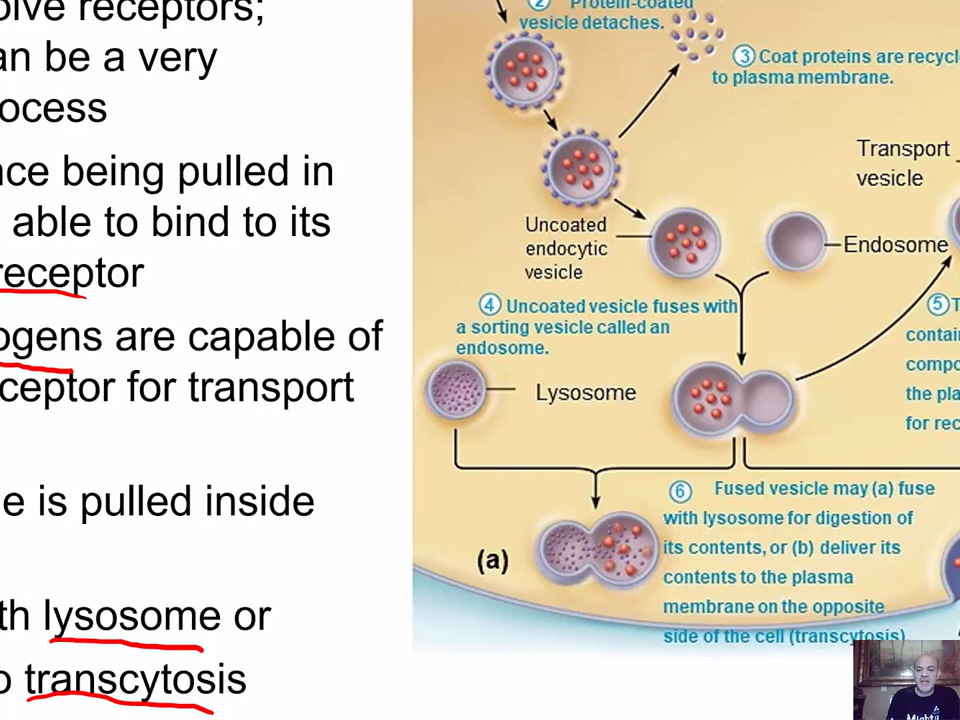 receptors;
an be a very
ocess
nce being pulled in
able to bind to its
receptor
ogens are capable of
ceptor for transport
e is pulled inside
th lysosome or
o transcytosis
2 Protein-coated
vesicle detaches.
3 Coat proteins are recycle
to plasma membrane.
Transport
vesicle
Uncoated
endocytic
vesicle
Endosome
4 Uncoated vesicle fuses with
a sorting vesicle called an
endosome.
5 T
contain
compo
the pla
for rec
Lysosome
6 Fused vesicle may (a) fuse
with lysosome for digestion of
its contents, or (b) deliver its
contents to the plasma
membrane on the opposite
side of the cell (transcytosis).
(a)
Mighty